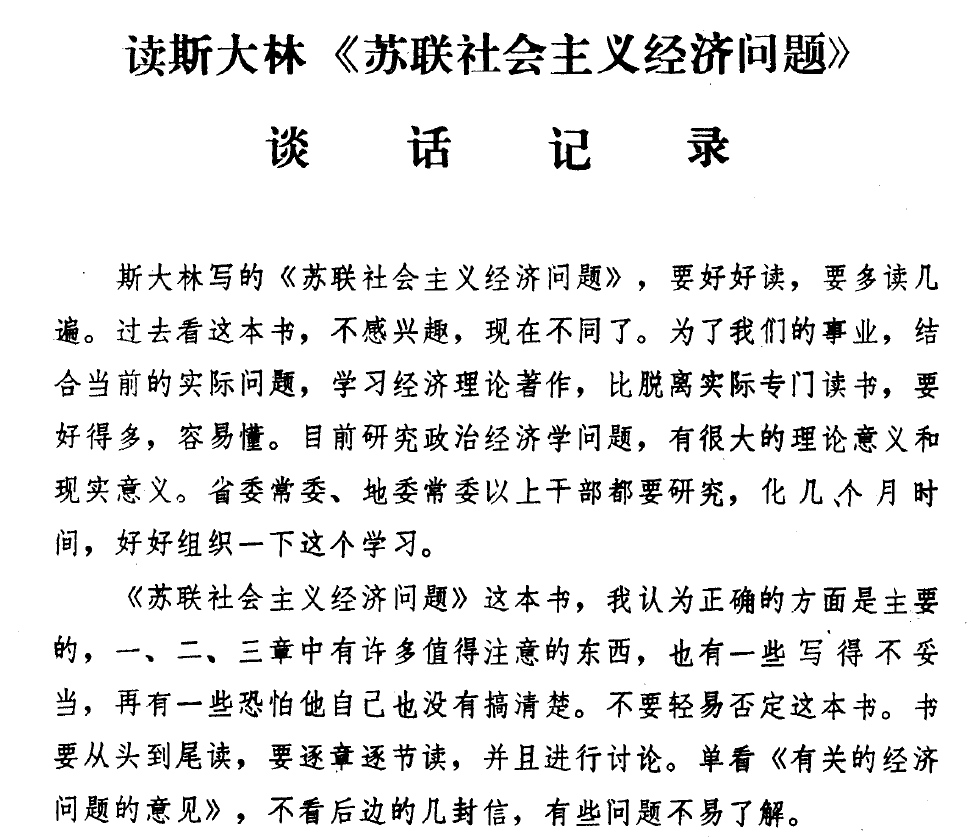 读斯大林《苏联社会主义经济问题》
谈话记录
斯大林写的《苏联社会主义经济问题》，要好好读，要多读几
遍。过去看这本书，不感兴趣，现在不同了。为了我们的事业，结
合当前的实际问题，学习经济理论著作，比脱离实际专门读书，要
好得多，容易懂。目前研究政治经济学问题，有很大的理论意义和
现实意义。省委常委、地委常委以上干部都要研究，化几个月时
间，好好组织一下这个学习。
《苏联社会主义经济问题》这本书，我认为正确的方面是主要
的，一、二、三章中有许多值得注意的东西，也有一些写得不妥
当，再有一些恐怕他自己也没有搞清楚。不要轻易否定这本书。书
要从头到尾读，要逐章逐节读，并且进行讨论。单看《有关的经济
问题的意见》，不看后边的几封信，有些问题不易了解。